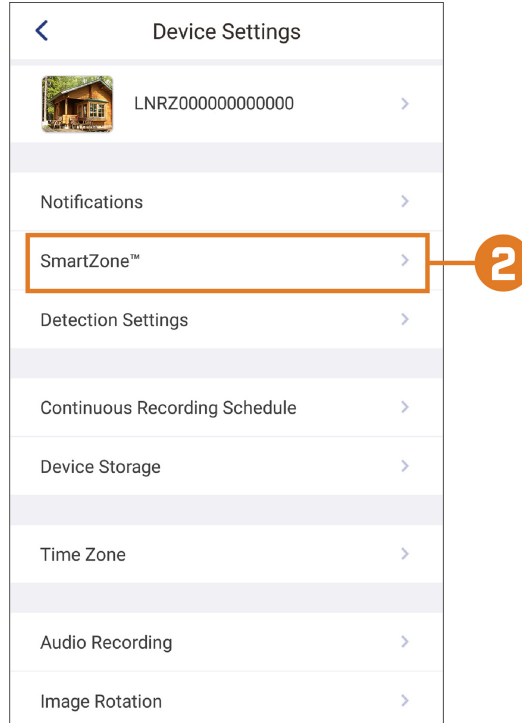 Device Settings
LNRZ000000000000
Notifications
SmartZone™
2
Detection Settings
Continuous Recording Schedule
Device Storage
Time Zone
Audio Recording
Image Rotation